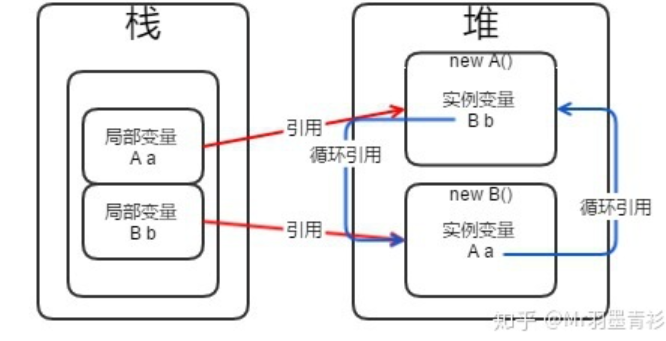 栈
堆
局部变量
A a
局部变量
B b
引用
循环引用
引用
new A()
实例变量
B b
new B()
实例变量
A a
循环引用
知乎 @Mr羽墨青衫